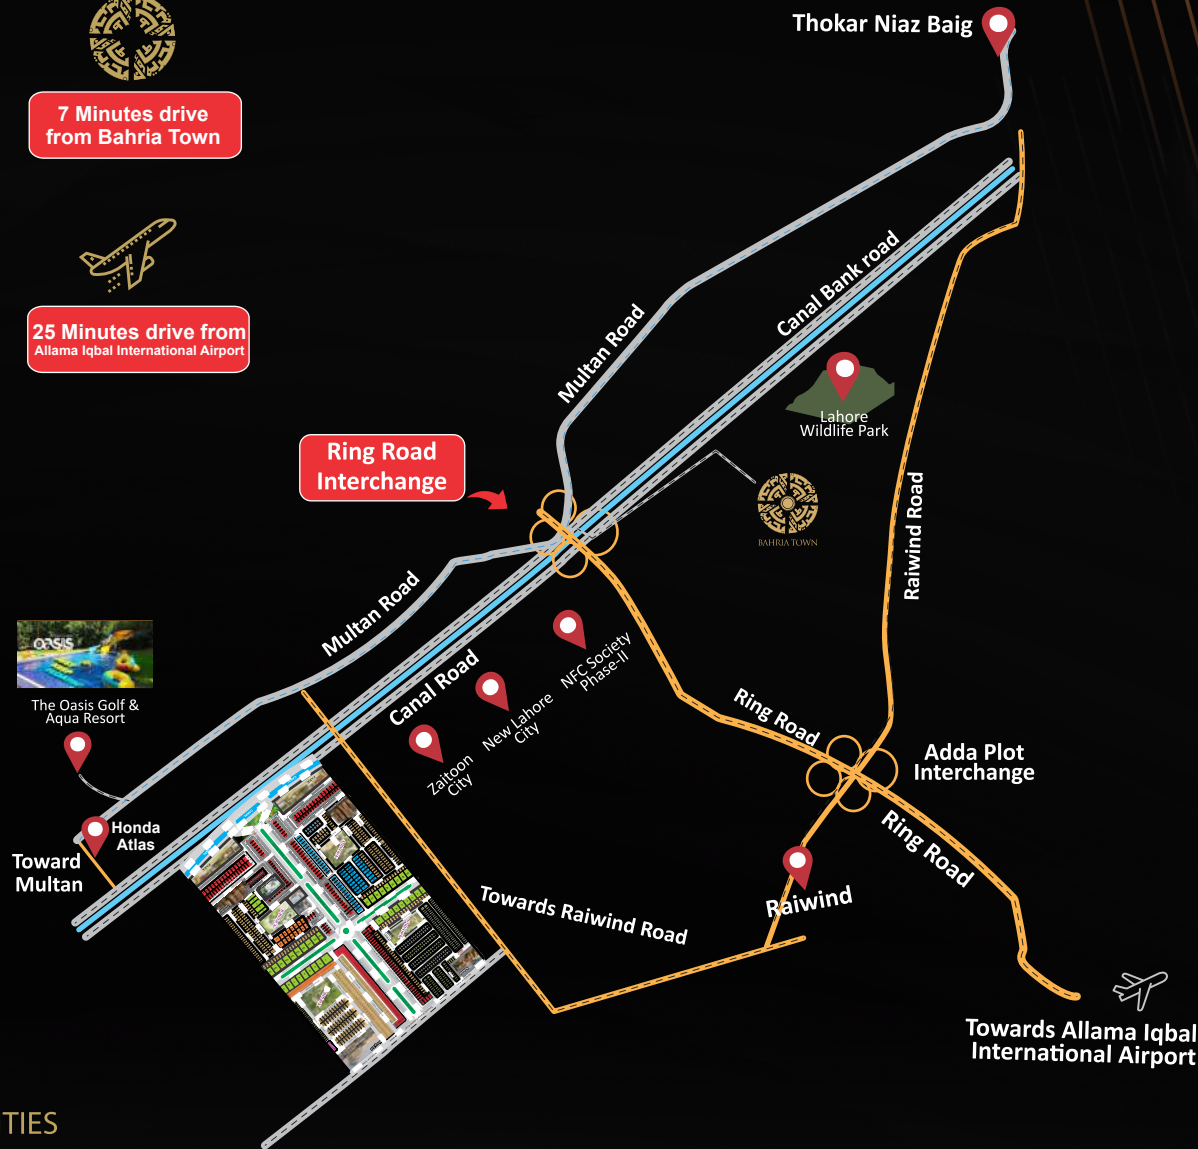 Thokar Niaz Baig
7 Minutes drive
from Bahria Town
Canal Bank road
25 Minutes drive from
Allama Iqbal International Airport
Multan Road
Lahore
Wildlife Park
Ring Road
Interchange
Raiwind Road
BAHRIA TOWN
Multan Road
OASIS
NFC Society
Phase-II
Canal Road
The Oasis Golf &
Aqua Resort
New Lahore
City
Ring Road
Zaitoon
City
Adda Plot
Interchange
Honda
Atlas
Toward
Multan
Ring Road
Towards Raiwind Road
Raiwind
Towards Allama Iqbal
International Airport
TIES